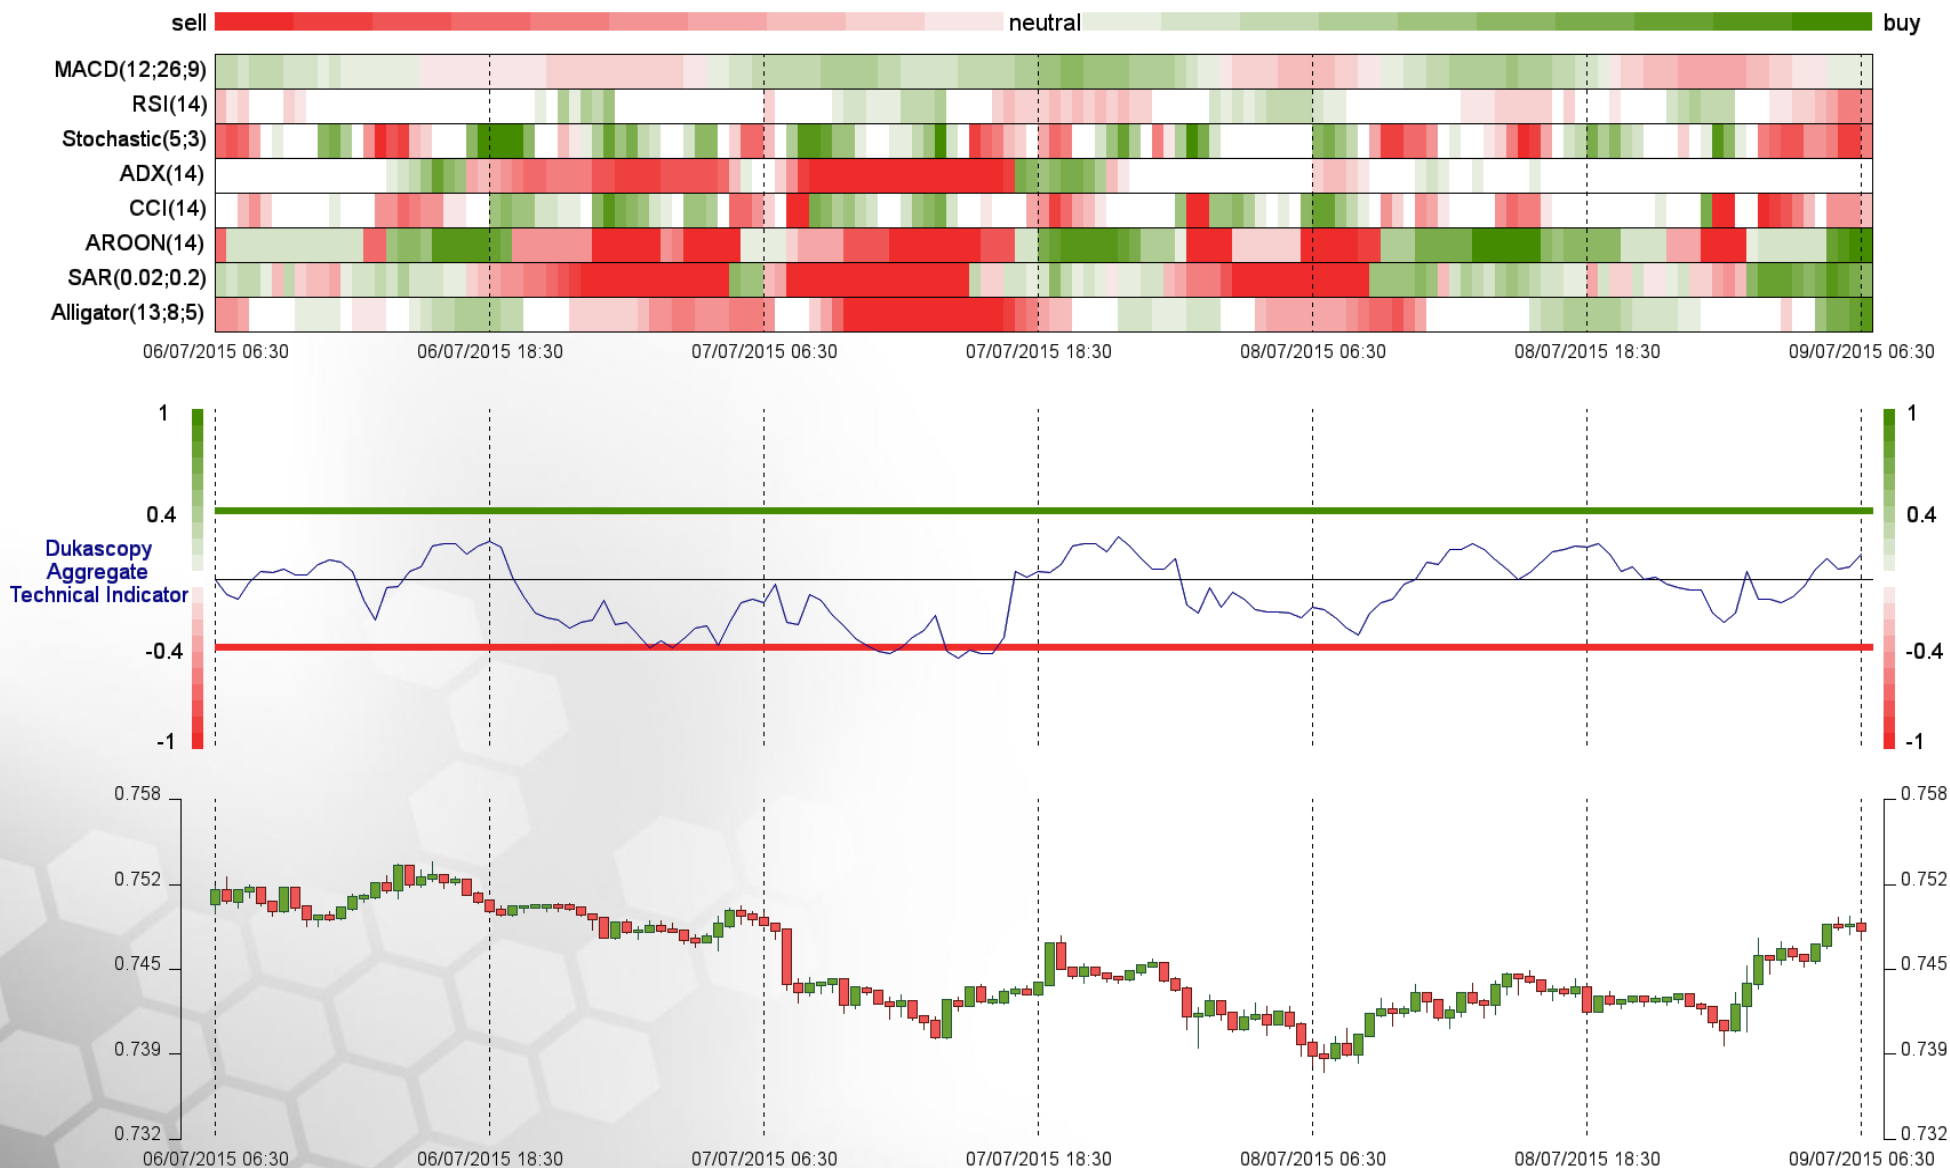 sell neutral buy
MACD(12;26;9)
RSI(14)
Stochastic(5;3)
ADX(14)
CCI(14)
AROON(14)
SAR(0.02;0.2)
Alligator(13;8;5)
06/07/2015 06:30 06/07/2015 18:30 07/07/2015 06:30 07/07/2015 18:30 08/07/2015 06:30 08/07/2015 18:30 09/07/2015 06:30
1 1
0.4 0.4
Dukascopy
Aggregate
Technical Indicator
-0.4 -0.4
-1 -1
0.758 0.758
0.752 0.752
0.745 0.745
0.739 0.739
0.732 0.732
06/07/2015 06:30 06/07/2015 18:30 07/07/2015 06:30 07/07/2015 18:30 08/07/2015 06:30 08/07/2015 18:30 09/07/2015 06:30